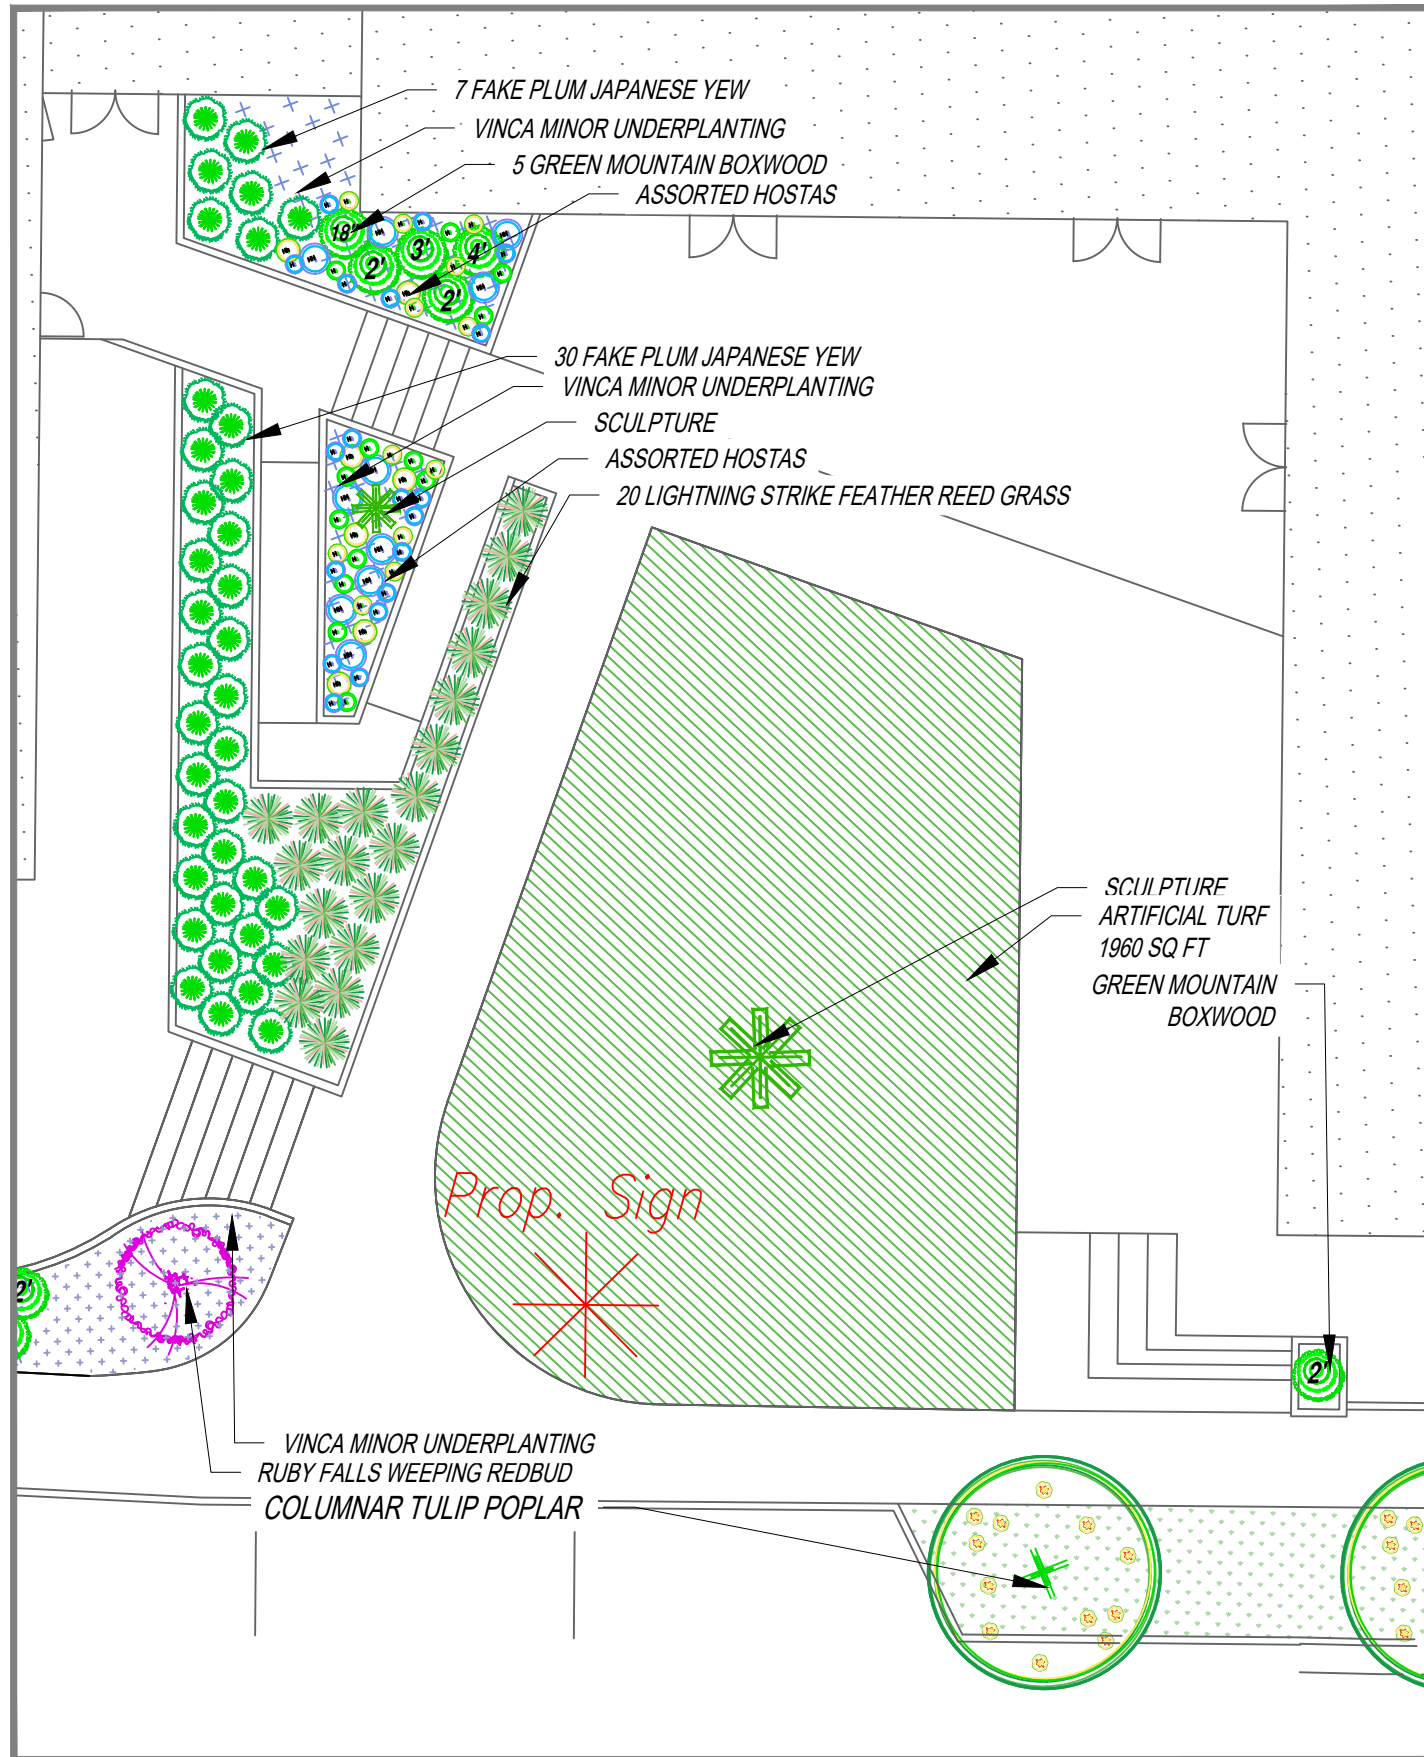 7 FAKE PLUM JAPANESE YEW
VINCA MINOR UNDERPLANTING
5 GREEN MOUNTAIN BOXWOOD
ASSORTED HOSTAS
18"
3'
4'
2'
2'
30 FAKE PLUM JAPANESE YEW
VINCA MINOR UNDERPLANTING
SCULPTURE
ASSORTED HOSTAS
20 LIGHTNING STRIKE FEATHER REED GRASS
SCULPTURE
ARTIFICIAL TURF
1960 SQ FT
GREEN MOUNTAIN
BOXWOOD
Prop. Sign
2'
2'
VINCA MINOR UNDERPLANTING
RUBY FALLS WEEPING REDBUD
COLUMNAR TULIP POPLAR